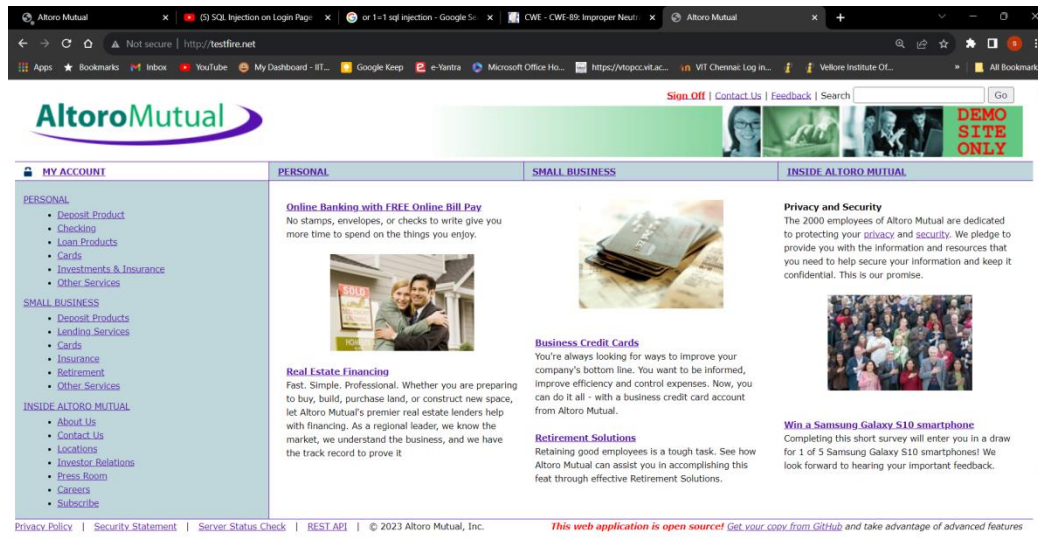 Altoro Mutual
(5) SQL Injection on Login Page
or 1=1 sql injection - Google Se
CWE - CWE-89: Improper Neutr
Altoro Mutual
Not secure | http://testfire.net
Apps Bookmarks Inbox YouTube My Dashboard - IIT... Google Keep e-Yantra Microsoft Office Ho... https://vtopcc.vit.ac... VIT Chennai: Log in... Vellore Institute Of... » All Bookmark
Sign Off | Contact Us | Feedback | Search Go
AltoroMutual
DEMO
SITE
ONLY
MY ACCOUNT PERSONAL SMALL BUSINESS INSIDE ALTORO MUTUAL
PERSONAL
Deposit Product
Checking
Loan Products
Cards
Investments & Insurance
Other Services
SMALL BUSINESS
Deposit Products
Lending Services
Cards
Insurance
Retirement
Other Services
INSIDE ALTORO MUTUAL
About Us
Contact Us
Locations
Investor Relations
Press Room
Careers
Subscribe
Online Banking with FREE Online Bill Pay
No stamps, envelopes, or checks to write give you
more time to spend on the things you enjoy.
SOLD
Real Estate Financing
Fast. Simple. Professional. Whether you are preparing
to buy, build, purchase land, or construct new space,
let Altoro Mutual's premier real estate lenders help
with financing. As a regional leader, we know the
market, we understand the business, and we have
the track record to prove it
Business Credit Cards
You're always looking for ways to improve your
company's bottom line. You want to be informed,
improve efficiency and control expenses. Now, you
can do it all - with a business credit card account
from Altoro Mutual.
Retirement Solutions
Retaining good employees is a tough task. See how
Altoro Mutual can assist you in accomplishing this
feat through effective Retirement Solutions.
Privacy and Security
The 2000 employees of Altoro Mutual are dedicated
to protecting your privacy and security. We pledge to
provide you with the information and resources that
you need to help secure your information and keep it
confidential. This is our promise.
Win a Samsung Galaxy S10 smartphone
Completing this short survey will enter you in a draw
for 1 of 5 Samsung Galaxy S10 smartphones! We
look forward to hearing your important feedback.
Privacy Policy | Security Statement | Server Status Check | REST API | © 2023 Altoro Mutual, Inc. This web application is open source! Get your copy from GitHub and take advantage of advanced features